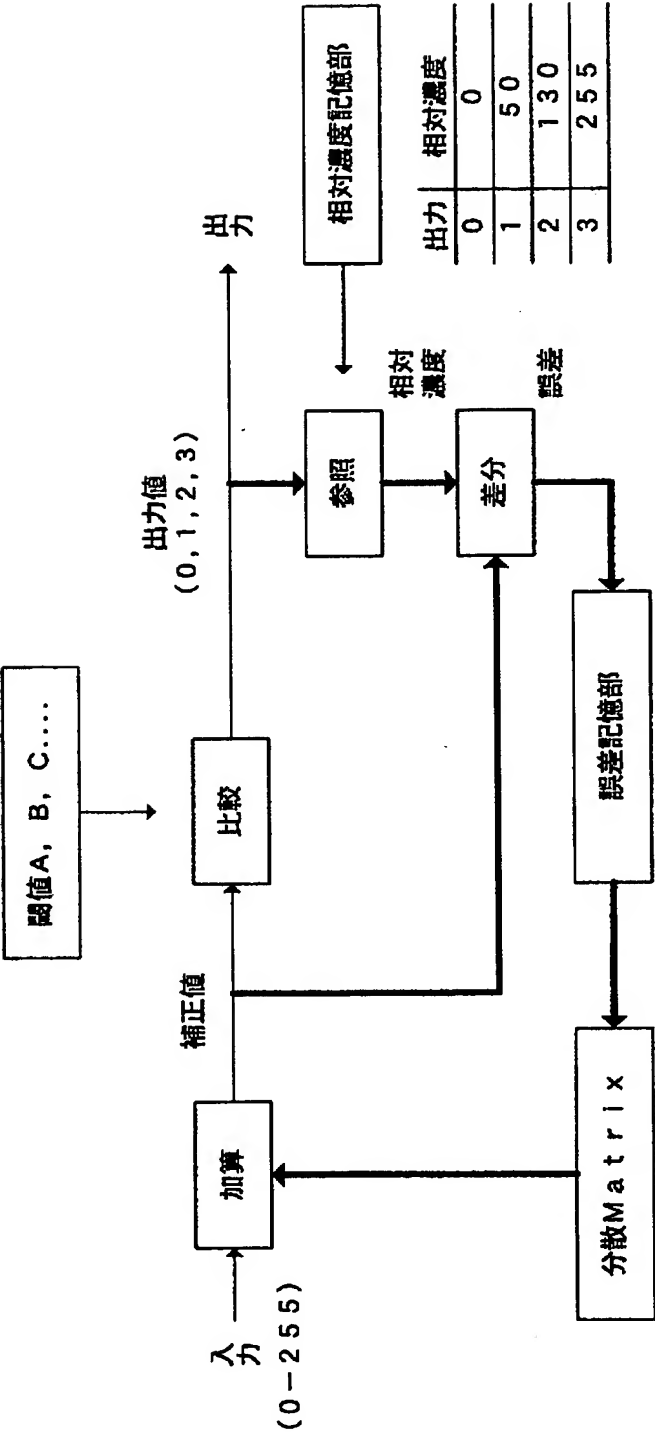 閾値A, B, C....
入力
(0-255)
加算
補正値
比較
出力値
(0, 1, 2, 3)
出力
参照
相対濃度記憶部
相対
濃度
差分
誤差
誤差記憶部
分散Matrix
出力 相対濃度
0 0
1 50
2 130
3 255